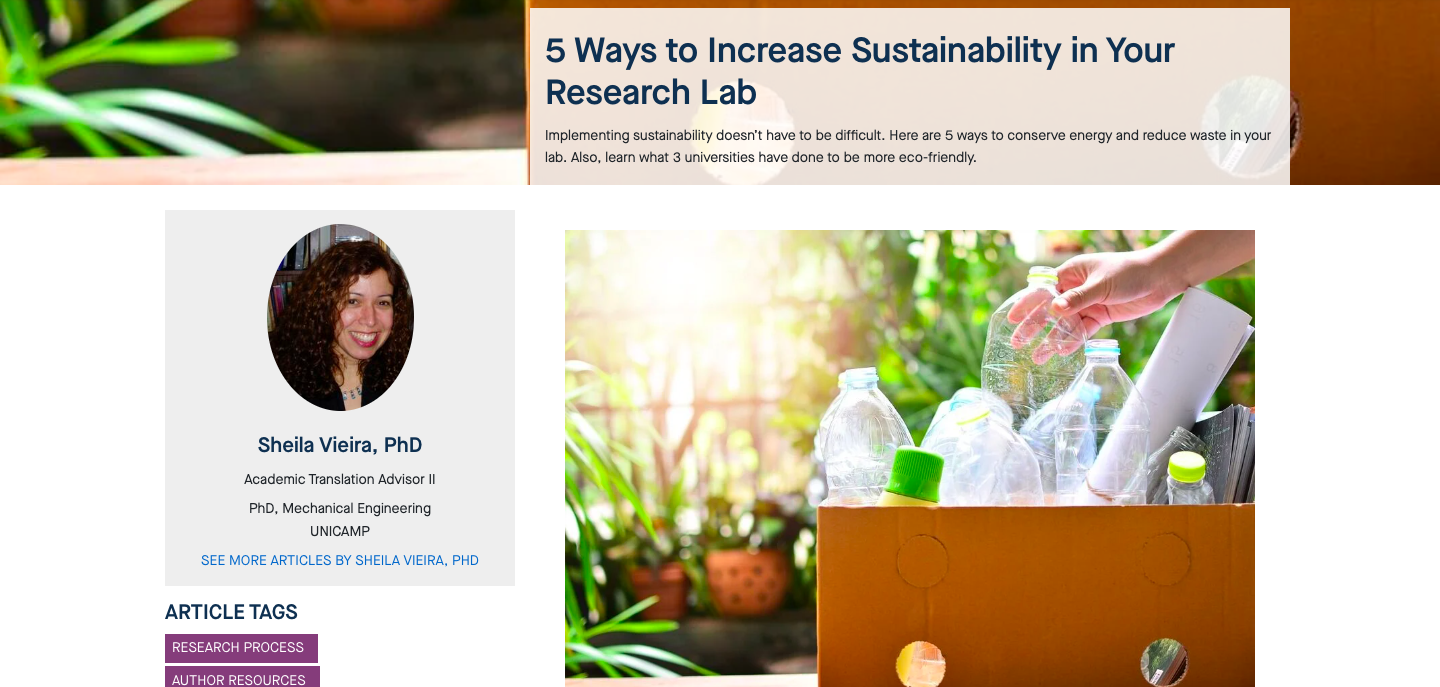 5 Ways to Increase Sustainability in Your
Research Lab
Implementing sustainability doesn't have to be difficult. Here are 5 ways to conserve energy and reduce waste in your
lab. Also, learn what 3 universities have done to be more eco-friendly.
Sheila Vieira, PhD
Academic Translation Advisor II
PhD, Mechanical Engineering
UNICAMP
SEE MORE ARTICLES BY SHEILA VIEIRA, PHD
ARTICLE TAGS
RESEARCH PROCESS
AUTHOR RESOURCES